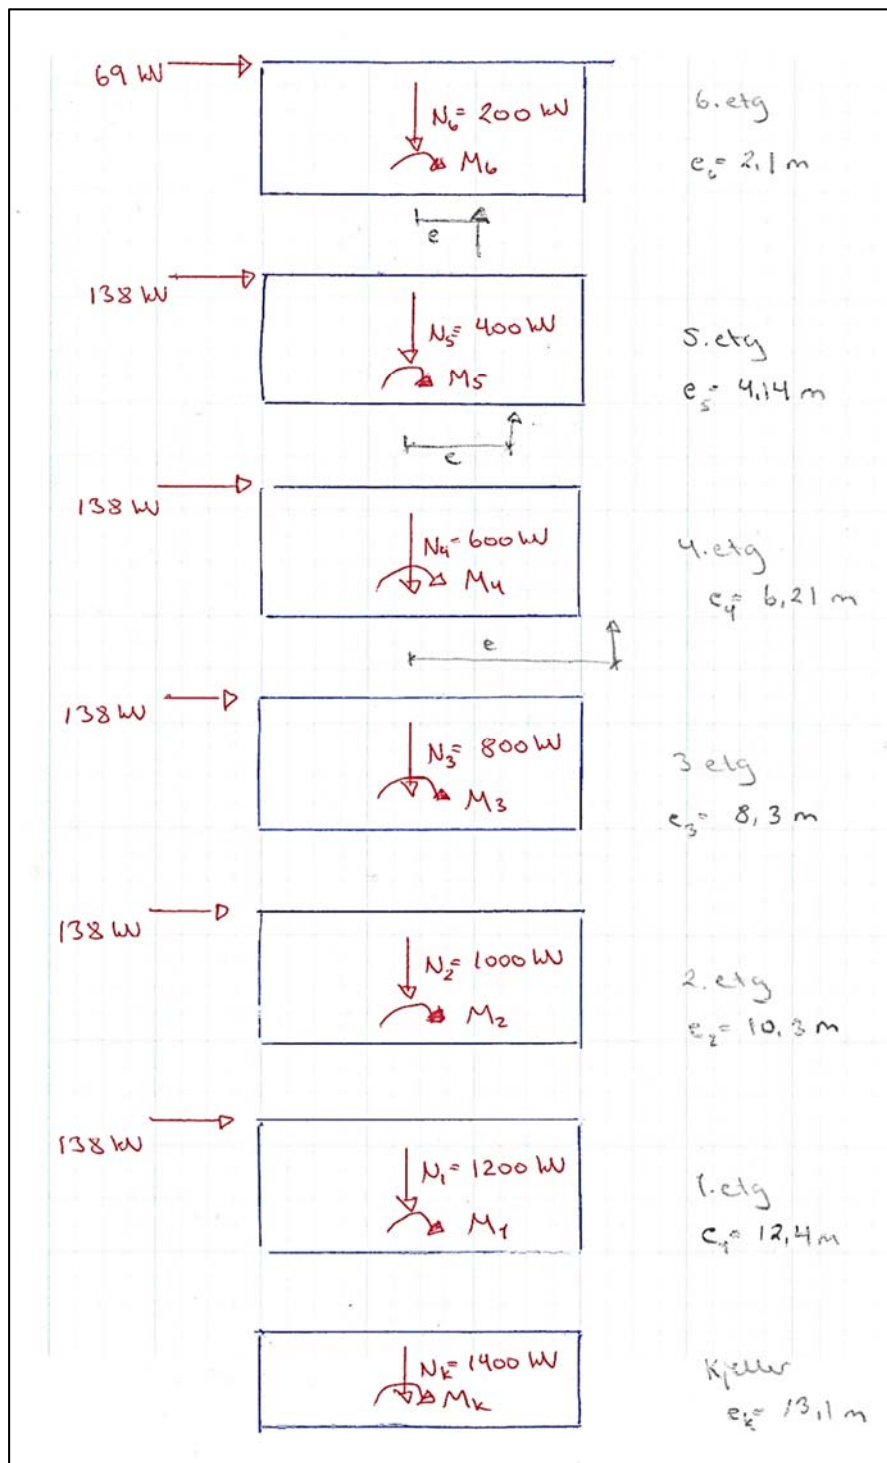 69 kN
N₆= 200 kN
M₆
6. etg
e₆= 2,1 m
e
138 kN
N₅= 400 kN
M₅
5. etg
e₅= 4,14 m
e
138 kN
N₄= 600 kN
M₄
4. etg
e₄= 6,21 m
e
138 kN
N₃= 800 kN
M₃
3 etg
e₃= 8,3 m
138 kN
N₂= 1000 kN
M₂
2. etg
e₂= 10,3 m
138 kN
N₁= 1200 kN
M₁
1. etg
e₁= 12,4 m
Nk= 1400 kN
Mk
Kjeller
ek= 13,1 m